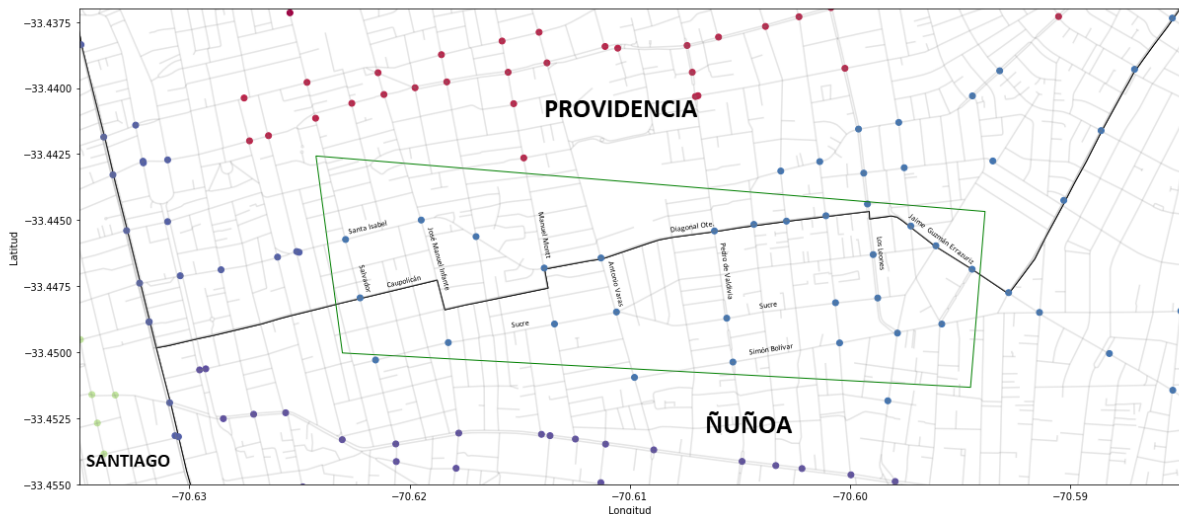 −33.4375
−33.4400
−33.4425
−33.4450
−33.4475
−33.4500
−33.4525
−33.4550
Latitud
PROVIDENCIA
Santa Isabel
José Manuel Infante
Manuel Montt
Diagonal Ote.
Jaime Guzmán Errazuriz
Salvador
Caupolicán
Antonio Varas
Pedro de Valdivia
Los Leones
Sucre
Sucre
Simón Bolívar
ÑUÑOA
SANTIAGO
−70.63
−70.62
−70.61
−70.60
−70.59
Longitud